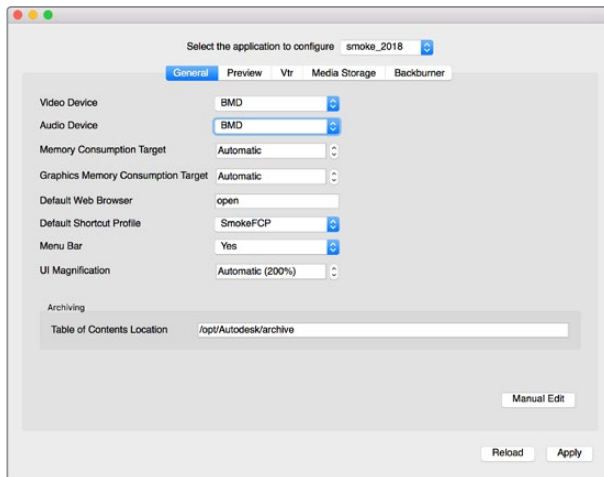 Select the application to configure smoke_2018
General Preview Vtr Media Storage Backburner
Video Device BMD
Audio Device BMD
Memory Consumption Target Automatic
Graphics Memory Consumption Target Automatic
Default Web Browser open
Default Shortcut Profile SmokeFCP
Menu Bar Yes
UI Magnification Automatic (200%)
Archiving
Table of Contents Location /opt/Autodesk/archive
Manual Edit
Reload Apply